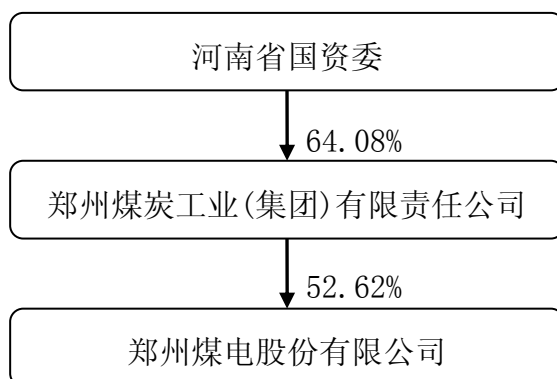 河南省国资委
64.08%
郑州煤炭工业(集团)有限责任公司
52.62%
郑州煤电股份有限公司